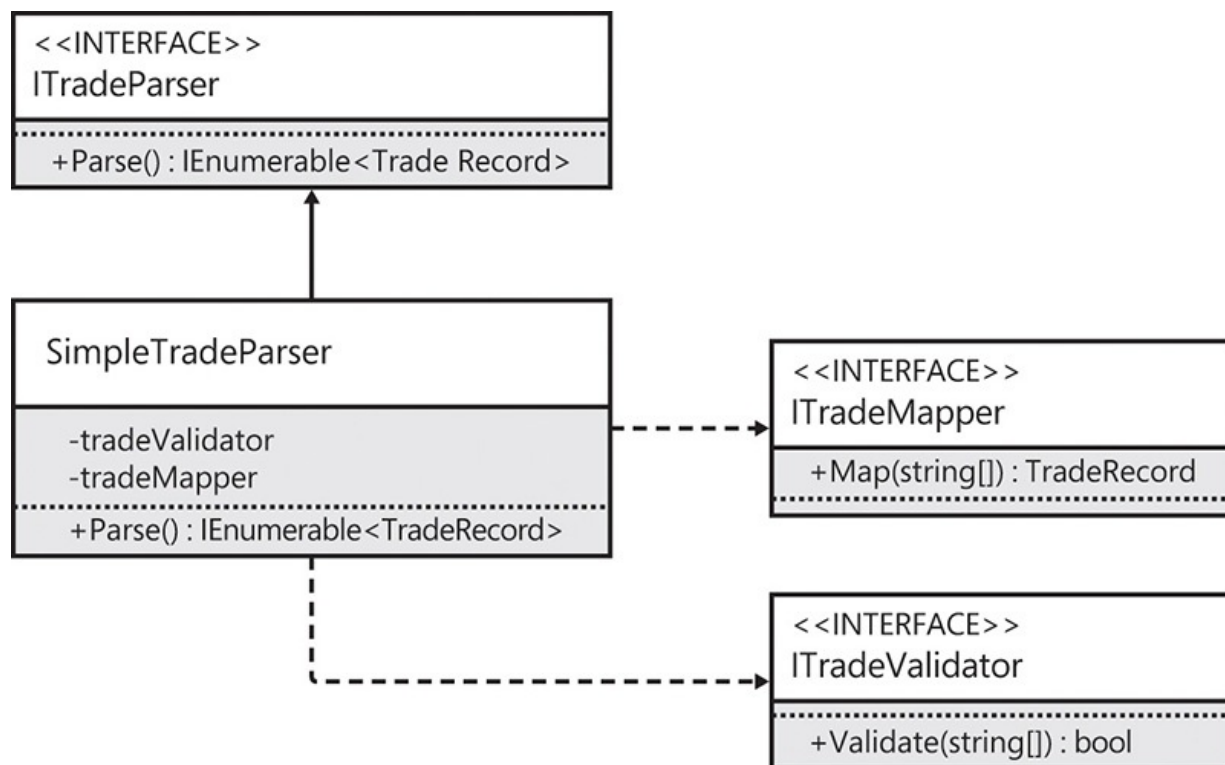 <<INTERFACE>>
ITradeParser
+Parse() : IEnumerable<Trade Record>
SimpleTradeParser
-tradeValidator
-tradeMapper
+Parse() : IEnumerable<TradeRecord>
<<INTERFACE>>
ITradeMapper
+Map(string[]) : TradeRecord
<<INTERFACE>>
ITradeValidator
+Validate(string[]) : bool